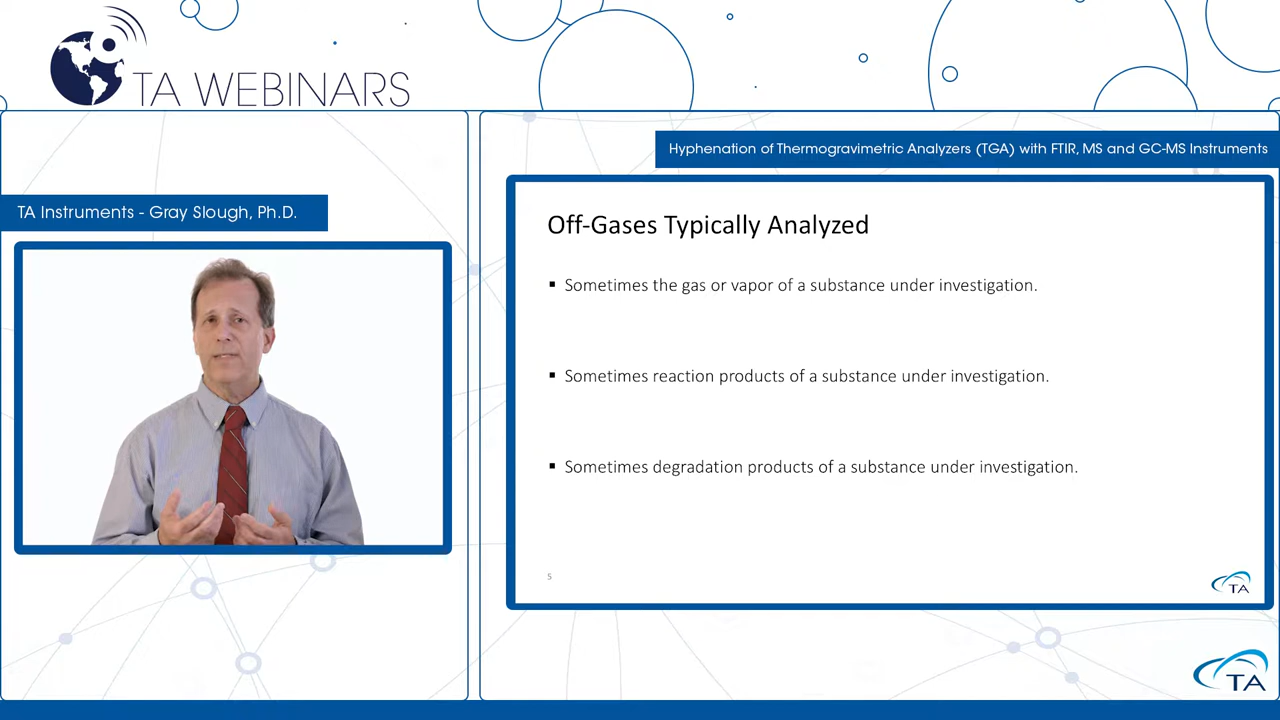 TA WEBINARS
Hyphenation of Thermogravimetric Analyzers (TGA) with FTIR, MS and GC-MS Instruments
TA Instruments - Gray Slough, Ph.D.
Off-Gases Typically Analyzed
▪ Sometimes the gas or vapor of a substance under investigation.
▪ Sometimes reaction products of a substance under investigation.
▪ Sometimes degradation products of a substance under investigation.
5
TA
TA